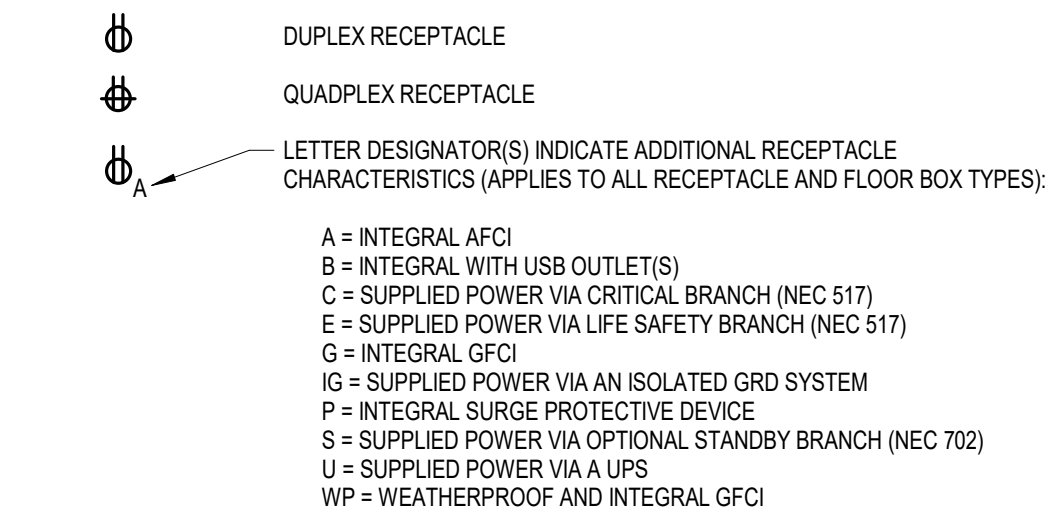 DUPLEX RECEPTACLE
QUADPLEX RECEPTACLE
LETTER DESIGNATOR(S) INDICATE ADDITIONAL RECEPTACLE
CHARACTERISTICS (APPLIES TO ALL RECEPTACLE AND FLOOR BOX TYPES):
A
A = INTEGRAL AFCI
B = INTEGRAL WITH USB OUTLET(S)
C = SUPPLIED POWER VIA CRITICAL BRANCH (NEC 517)
E = SUPPLIED POWER VIA LIFE SAFETY BRANCH (NEC 517)
G = INTEGRAL GFCI
IG = SUPPLIED POWER VIA AN ISOLATED GRD SYSTEM
P = INTEGRAL SURGE PROTECTIVE DEVICE
S = SUPPLIED POWER VIA OPTIONAL STANDBY BRANCH (NEC 702)
U = SUPPLIED POWER VIA A UPS
WP = WEATHERPROOF AND INTEGRAL GFCI